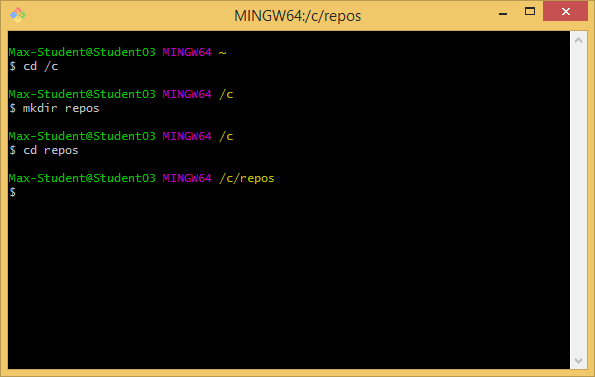 MINGW64:/c/repos
Max-Student@Student03 MINGW64 ~
$ cd /c
Max-Student@Student03 MINGW64 /c
$ mkdir repos
Max-Student@Student03 MINGW64 /c
$ cd repos
Max-Student@Student03 MINGW64 /c/repos
$